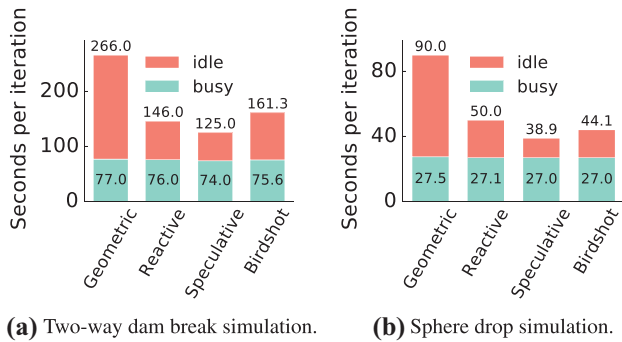 Seconds per iteration
200
100
0
266.0
146.0
125.0
161.3
idle
busy
77.0
76.0
74.0
75.6
Geometric
Reactive
Speculative
Birdshot
(a) Two-way dam break simulation.
Seconds per iteration
80
40
0
90.0
50.0
38.9
44.1
idle
busy
27.5
27.1
27.0
27.0
Geometric
Reactive
Speculative
Birdshot
(b) Sphere drop simulation.